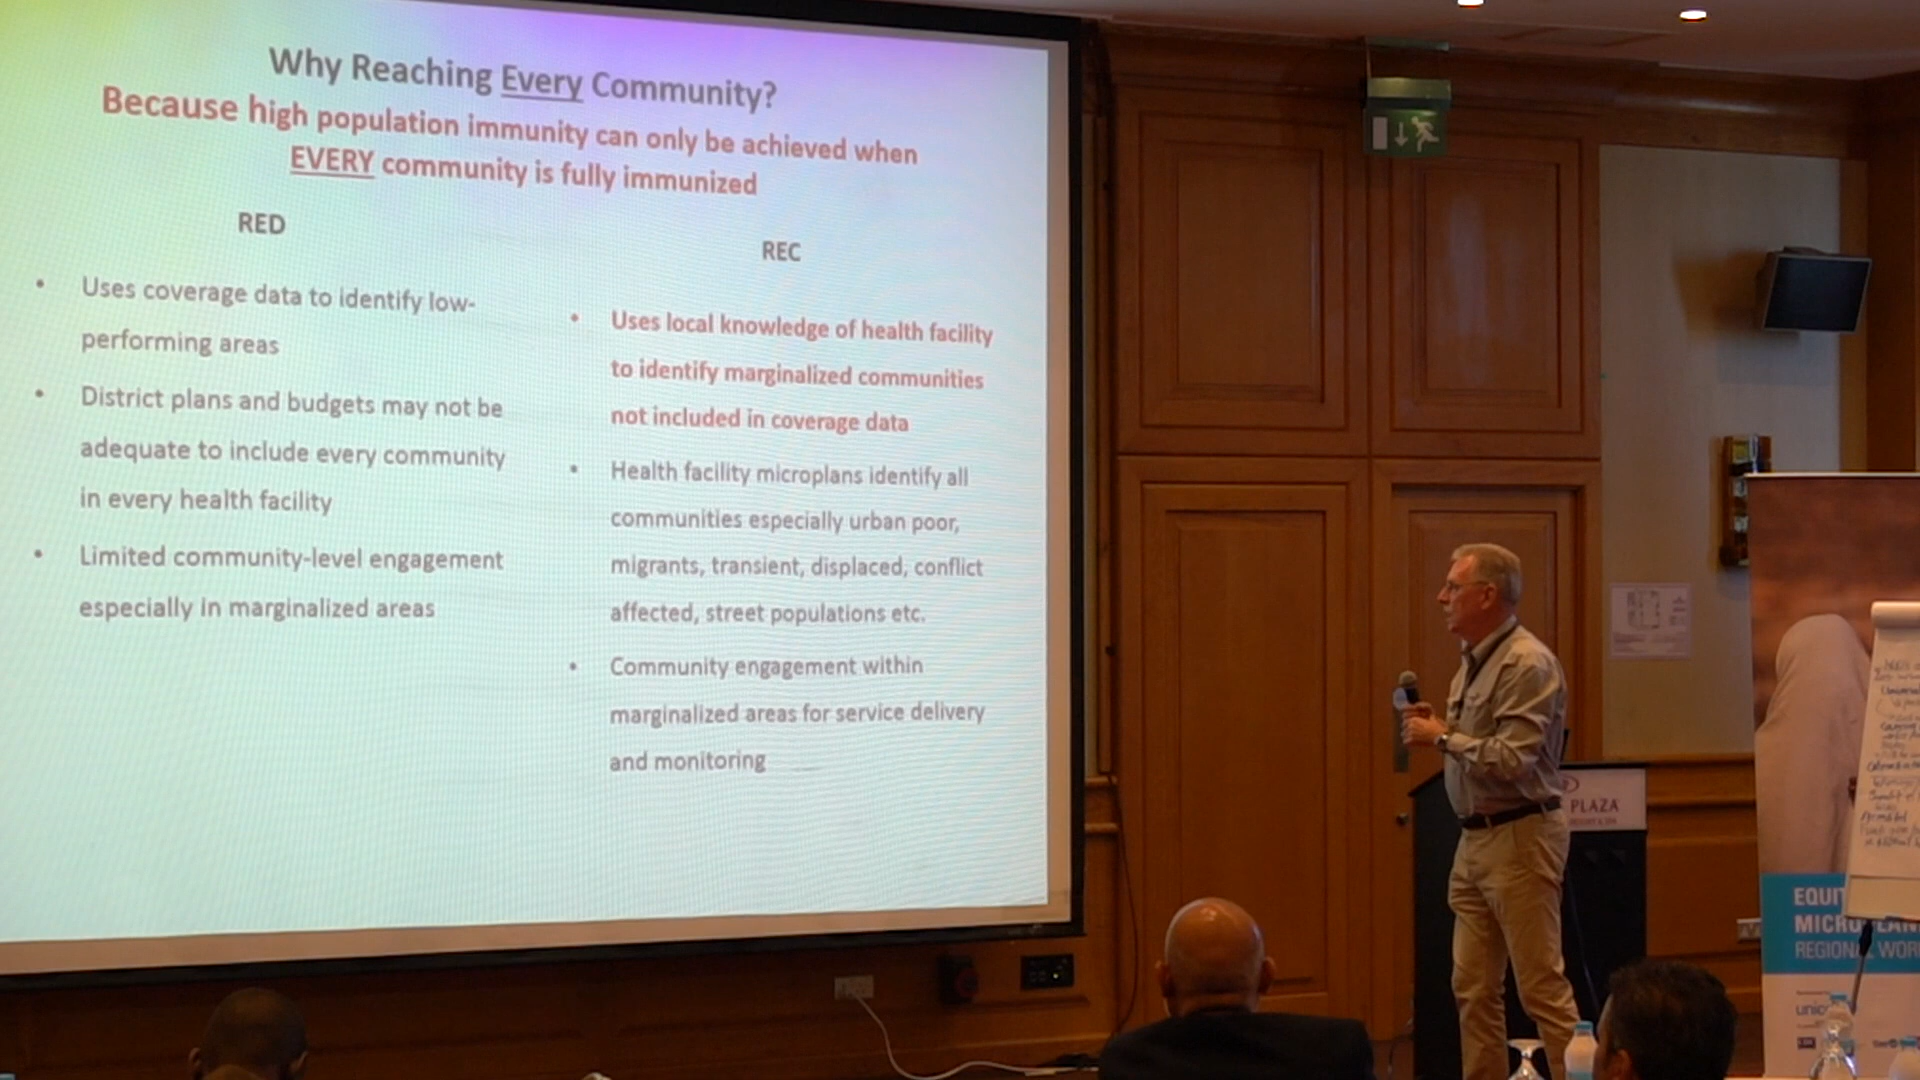 Why Reaching Every Community?
Because high population immunity can only be achieved when
EVERY community is fully immunized
RED
• Uses coverage data to identify low-
performing areas
• District plans and budgets may not be
adequate to include every community
in every health facility
• Limited community-level engagement
especially in marginalized areas
REC
• Uses local knowledge of health facility
to identify marginalized communities
not included in coverage data
• Health facility microplans identify all
communities especially urban poor,
migrants, transient, displaced, conflict
affected, street populations etc.
• Community engagement within
marginalized areas for service delivery
and monitoring
PLAZA
EQUIT
MICRO
REGIONAL WOR
unic